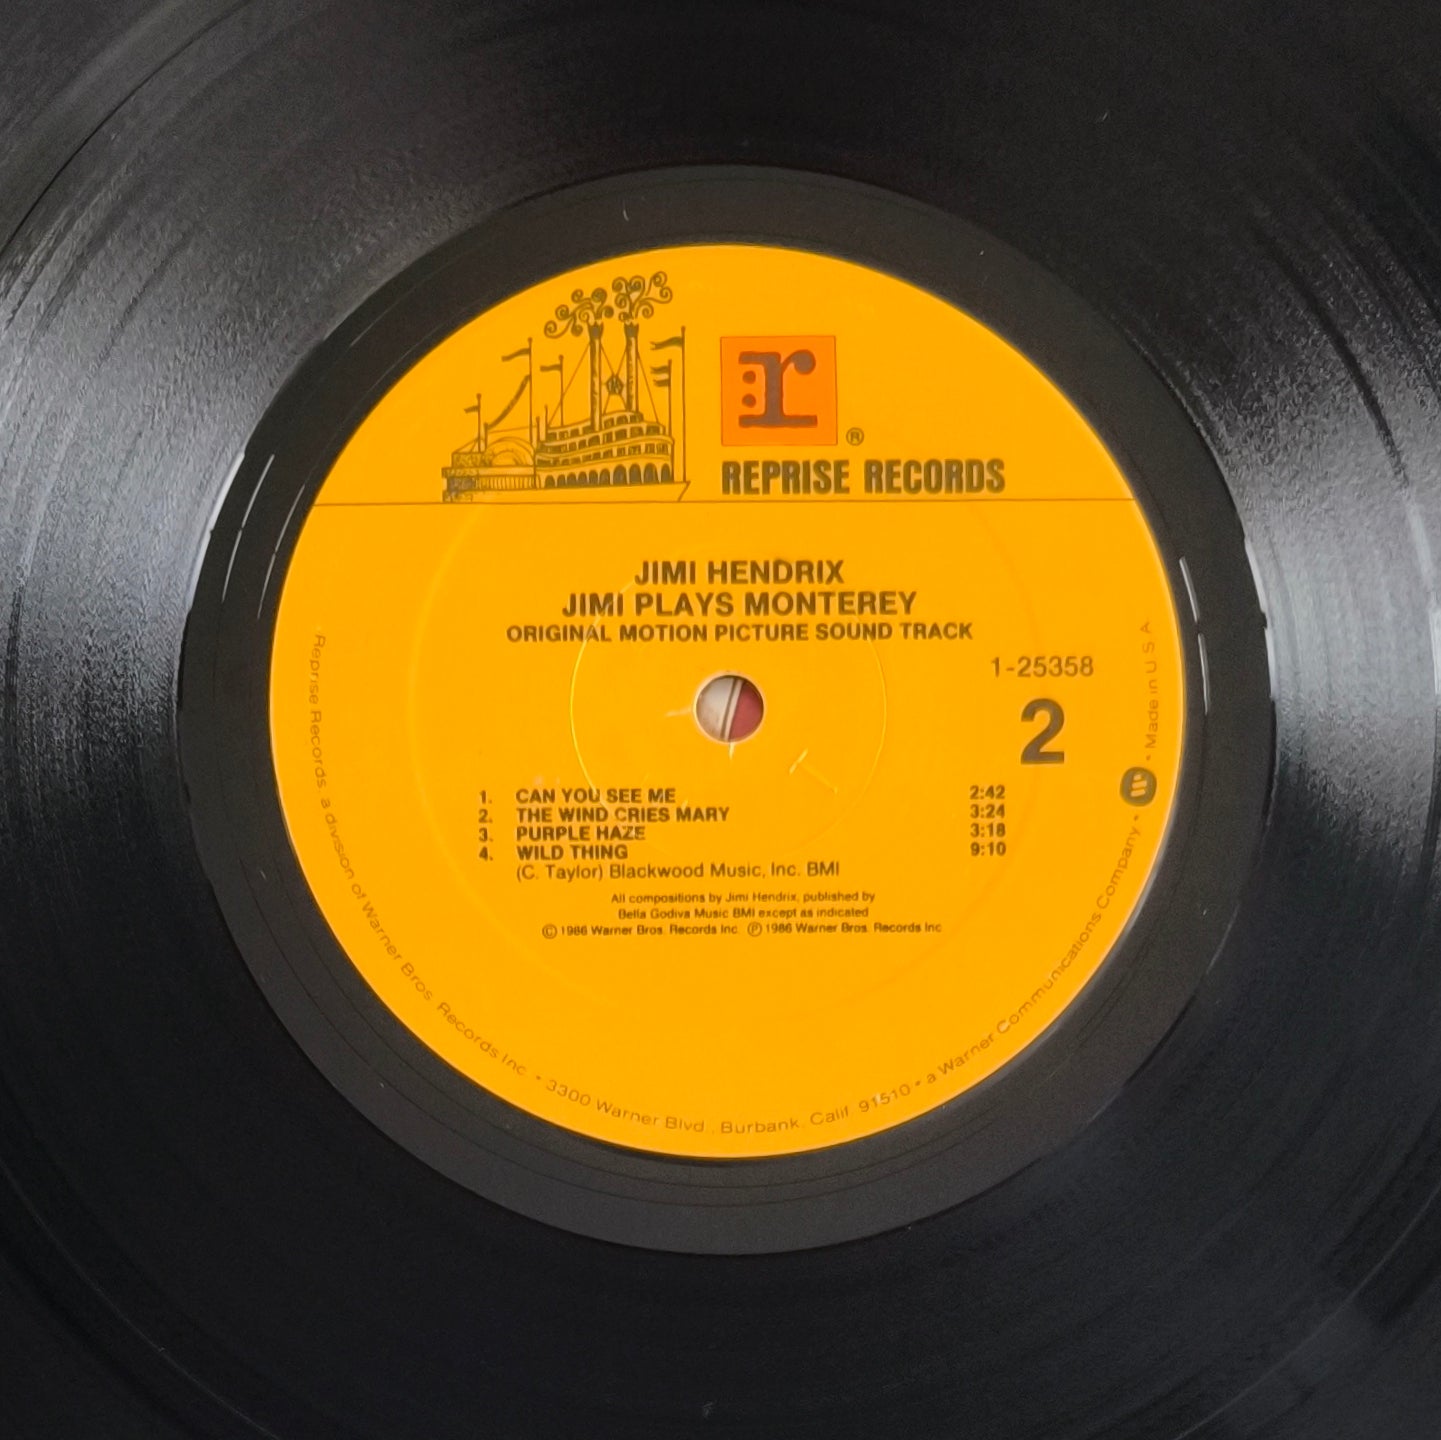 r
®
REPRISE RECORDS
JIMI HENDRIX
JIMI PLAYS MONTEREY
ORIGINAL MOTION PICTURE SOUND TRACK
1-25358
2
1. CAN YOU SEE ME 2:42
2. THE WIND CRIES MARY 3:24
3. PURPLE HAZE 3:18
4. WILD THING 9:10
(C. Taylor) Blackwood Music, Inc. BMI
All compositions by Jimi Hendrix, published by
Bella Godiva Music BMI except as indicated
© 1986 Warner Bros. Records Inc. ℗ 1986 Warner Bros. Records Inc
Reprise Records, a division of Warner Bros. Records Inc. • 3300 Warner Blvd., Burbank, Calif. 91510 • a Warner Communications Company • Made in U.S.A.